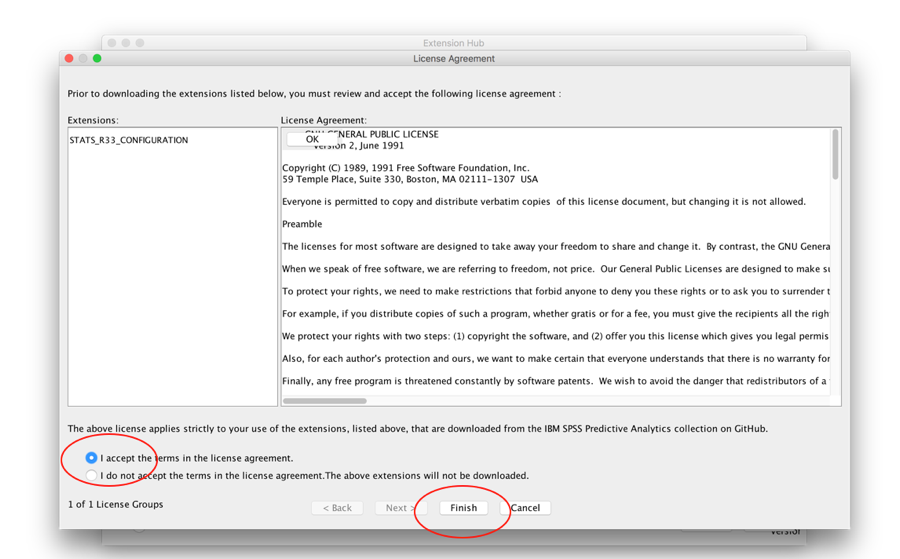 Extension Hub
License Agreement
Prior to downloading the extensions listed below, you must review and accept the following license agreement :
Extensions:
License Agreement:
STATS_R33_CONFIGURATION
GNU GENERAL PUBLIC LICENSE
OK
Version 2, June 1991
Copyright (C) 1989, 1991 Free Software Foundation, Inc.
59 Temple Place, Suite 330, Boston, MA 02111-1307  USA
Everyone is permitted to copy and distribute verbatim copies  of this license document, but changing it is not allowed.
Preamble
The licenses for most software are designed to take away your freedom to share and change it.  By contrast, the GNU Genera
When we speak of free software, we are referring to freedom, not price.  Our General Public Licenses are designed to make su
To protect your rights, we need to make restrictions that forbid anyone to deny you these rights or to ask you to surrender t
For example, if you distribute copies of such a program, whether gratis or for a fee, you must give the recipients all the righ
We protect your rights with two steps: (1) copyright the software, and (2) offer you this license which gives you legal permis
Also, for each author's protection and ours, we want to make certain that everyone understands that there is no warranty for
Finally, any free program is threatened constantly by software patents.  We wish to avoid the danger that redistributors of a
The above license applies strictly to your use of the extensions, listed above, that are downloaded from the IBM SPSS Predictive Analytics collection on GitHub.
I accept the terms in the license agreement.
I do not accept the terms in the license agreement.The above extensions will not be downloaded.
1 of 1 License Groups
< Back
Next >
Finish
Cancel